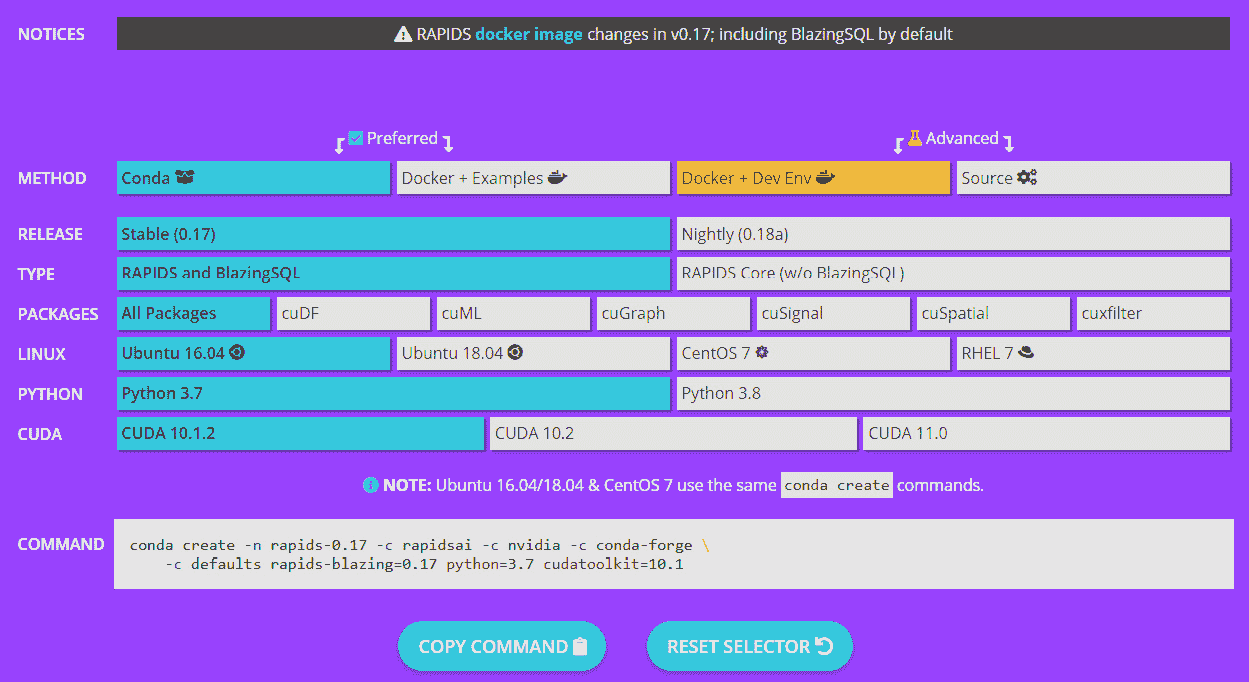 NOTICES
RAPIDS docker image changes in v0.17; including BlazingSQL by default
Preferred Advanced
METHOD Conda Docker + Examples Docker + Dev Env Source
RELEASE Stable (0.17) Nightly (0.18a)
TYPE RAPIDS and BlazingSQL RAPIDS Core (w/o BlazingSQL)
PACKAGES All Packages cuDF cuML cuGraph cuSignal cuSpatial cuxfilter
LINUX Ubuntu 16.04 Ubuntu 18.04 CentOS 7 RHEL 7
PYTHON Python 3.7 Python 3.8
CUDA CUDA 10.1.2 CUDA 10.2 CUDA 11.0
NOTE: Ubuntu 16.04/18.04 & CentOS 7 use the same conda create commands.
COMMAND
conda create -n rapids-0.17 -c rapidsai -c nvidia -c conda-forge \
-c defaults rapids-blazing=0.17 python=3.7 cudatoolkit=10.1
COPY COMMAND RESET SELECTOR